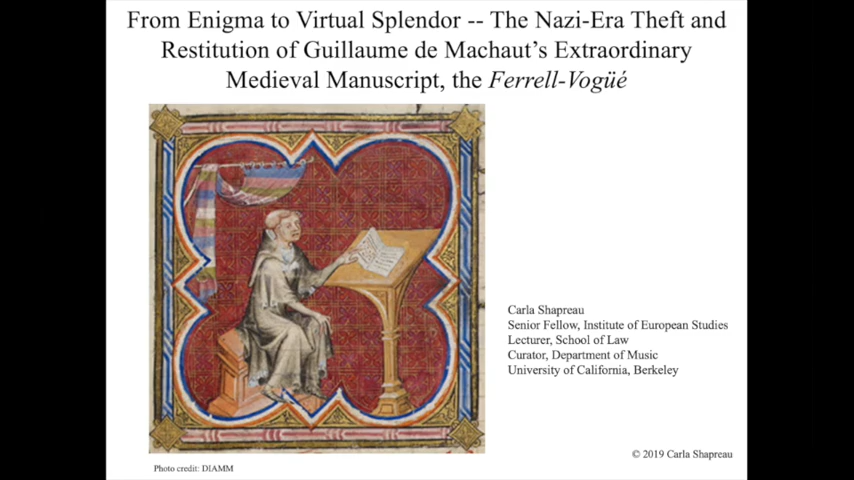 From Enigma to Virtual Splendor -- The Nazi-Era Theft and
Restitution of Guillaume de Machaut’s Extraordinary
Medieval Manuscript, the Ferrell-Vogüé
Carla Shapreau
Senior Fellow, Institute of European Studies
Lecturer, School of Law
Curator, Department of Music
University of California, Berkeley
© 2019 Carla Shapreau
Photo credit: DIAMM